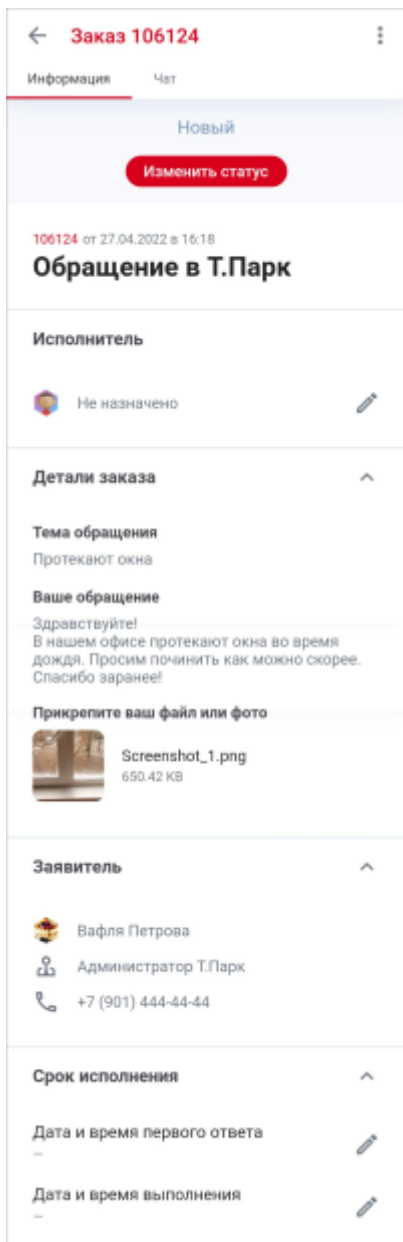 Заказ 106124
Информация Чат
Новый
Изменить статус
106124 от 27.04.2022 в 16:18
Обращение в Т.Парк
Исполнитель
Не назначено
Детали заказа
Тема обращения
Протекают окна
Ваше обращение
Здравствуйте!
В нашем офисе протекают окна во время
дождя. Просим починить как можно скорее.
Спасибо заранее!
Прикрепите ваш файл или фото
Screenshot_1.png
650.42 KB
Заявитель
Вафля Петрова
Администратор Т.Парк
+7 (901) 444-44-44
Срок исполнения
Дата и время первого ответа
–
Дата и время выполнения
–